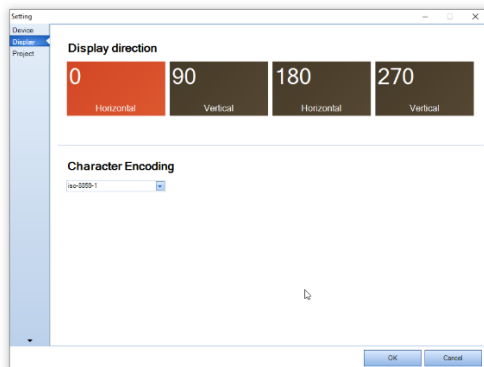 Setting
Device
Display
Project
Display direction
0
Horizontal
90
Vertical
180
Horizontal
270
Vertical
Character Encoding
iso-8859-1
OK
Cancel